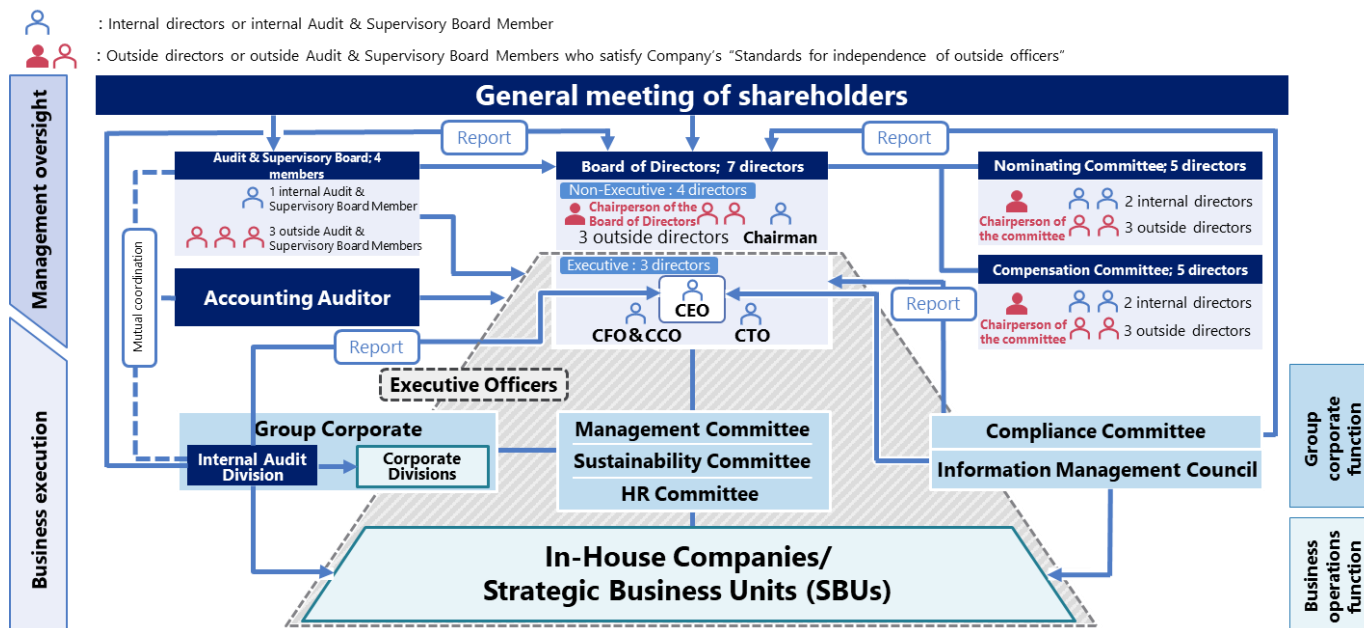 : Internal directors or internal Audit & Supervisory Board Member
: Outside directors or outside Audit & Supervisory Board Members who satisfy Company's “Standards for independence of outside officers”
Management oversight
General meeting of shareholders
Report
Report
Audit & Supervisory Board; 4
members
1 internal Audit &
Supervisory Board Member
3 outside Audit &
Supervisory Board Members
Board of Directors; 7 directors
Non-Executive : 4 directors
Chairperson of the
Board of Directors
3 outside directors
Chairman
Nominating Committee; 5 directors
Chairperson of
the committee
2 internal directors
3 outside directors
Mutual coordination
Accounting Auditor
Executive : 3 directors
CEO
CFO & CCO
CTO
Report
Compensation Committee; 5 directors
Chairperson of
the committee
2 internal directors
3 outside directors
Report
Business execution
Executive Officers
Group Corporate
Internal Audit
Division
Corporate
Divisions
Management Committee
Sustainability Committee
HR Committee
Compliance Committee
Information Management Council
Group
corporate
function
In-House Companies/
Strategic Business Units (SBUs)
Business
operations
function